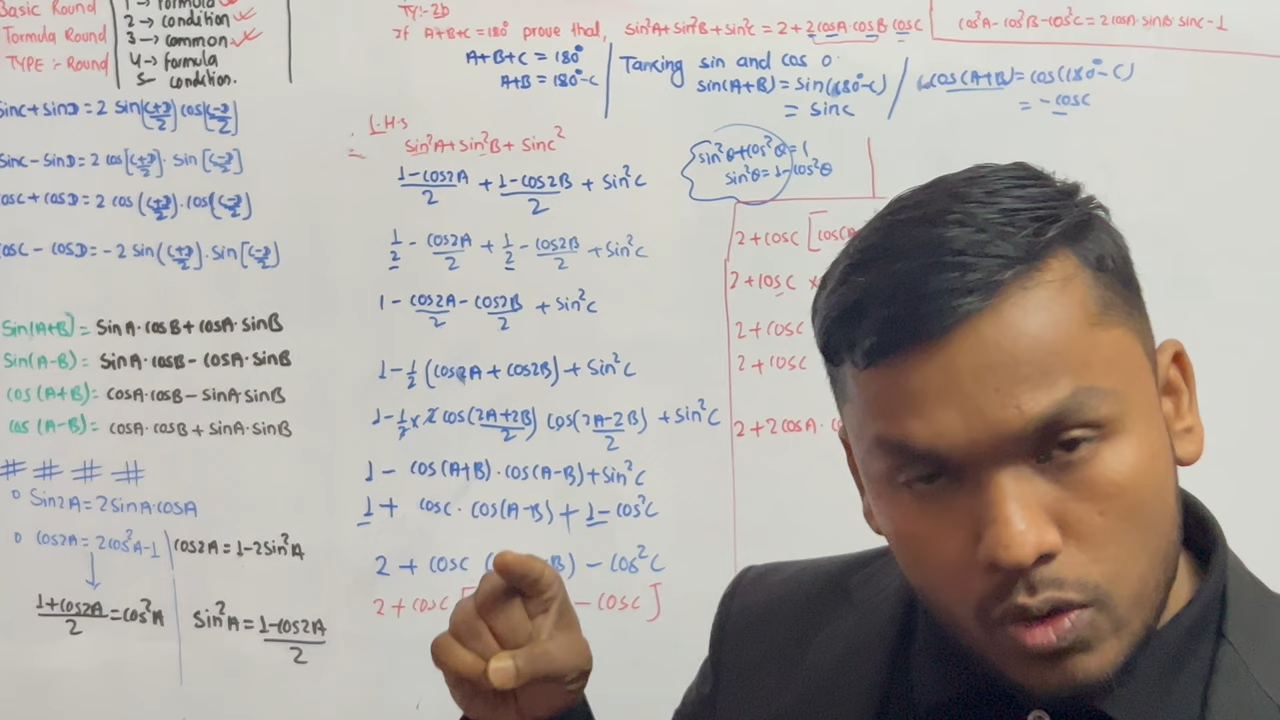 Basic Round
Tormula Round
TYPE :- Round
1 → formula
2 → condition
3 → common
4 → formula
5- condition.
sinc + sinD = 2 sin(C+D/2) cos(C-D/2)
sinc - sinD = 2 cos[C+D/2] . sin[C-D/2]
cosc + cosD = 2 cos(C+D/2) . cos(C-D/2)
cosc - cosD = -2 sin(C+D/2) . sin[C-D/2]
Sin(A+B) = SinA·cosB + cosA·sinB
Sin(A-B) = SinA·cosB - cosA·sinB
cos(A+B) = cosA·cosB - sinA·sinB
cos(A-B) = cosA·cosB + sinA·sinB
# # # #
Sin2A = 2sinA·cosA
cos2A = 2cos²A-1 | cos2A = 1-2sin²A
1+cos2A/2 = cos²A
Sin²A = 1-cos2A/2
TY:-2b
If A+B+C = 180° prove that, sin²A+sin²B+sin²c = 2+2cosA·cosB·cosc
cos²A-cos²B-cos²c = 2cosA·sinB·sinc-1
A+B+C = 180°
A+B = 180°-C
Tanking sin and cos 0.
sin(A+B) = sin(180°-C)
= sinc
cos(A+B) = cos(180°-C)
= -cosc
L.H.S
sin²A + sin²B + sinc²
1-cos2A/2 + 1-cos2B/2 + sin²C
1/2 - cos2A/2 + 1/2 - cos2B/2 + sin²C
1 - cos2A/2 - cos2B/2 + sin²C
1-1/2(cos2A + cos2B) + sin²C
1-1/2×2cos(2A+2B/2) cos(2A-2B)/2 + sin²C
1 - cos(A+B)·cos(A-B)+sin²C
1+ cosc·cos(A-B)+1-cos²C
2 + cosc B) - cos²C
2 + cosc [ - cosc]
sin²θ+cos²θ=1
sin²θ=1-cos²θ
2 + cosc [cos(A
2 + cosc ×
2 + cosc
2 + cosc
2+2cosA·